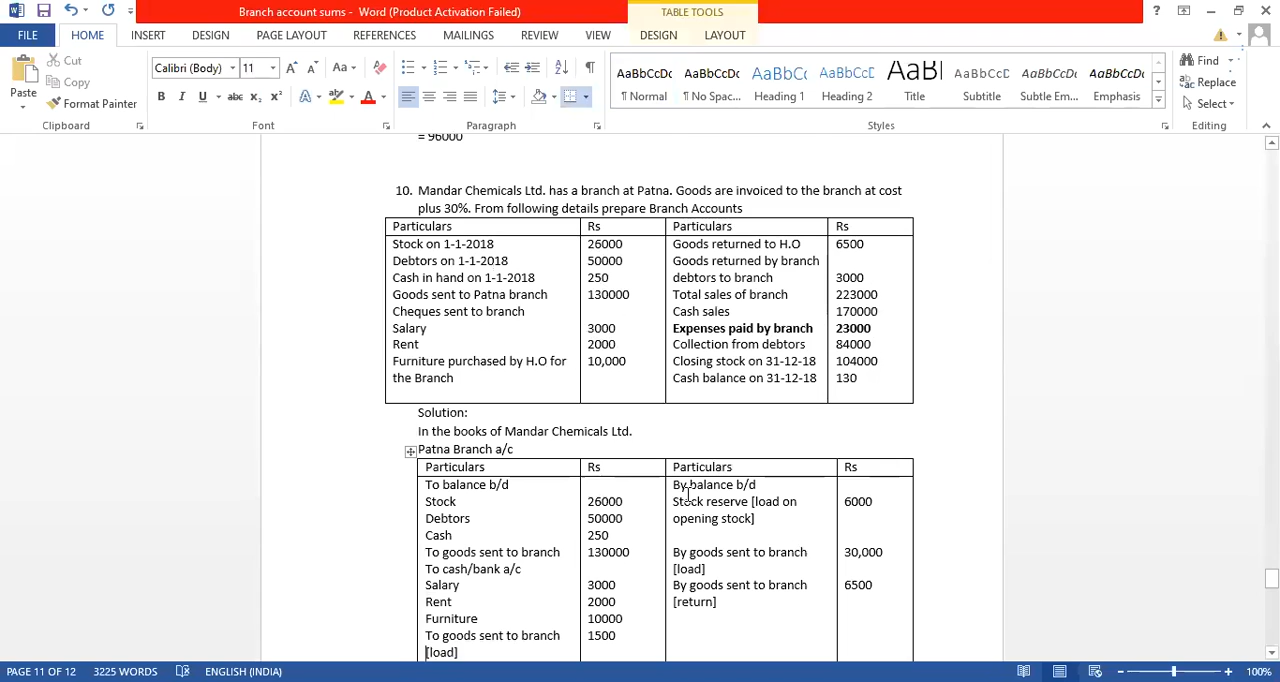 Branch account sums - Word (Product Activation Failed)
TABLE TOOLS
FILE HOME INSERT DESIGN PAGE LAYOUT REFERENCES MAILINGS REVIEW VIEW DESIGN LAYOUT
Paste
Cut
Copy
Format Painter
Clipboard
Calibri (Body) 11
Font
Paragraph
AaBbCcDc AaBbCcDc AaBbCc AaBbCcD AaBl AaBbCcD AaBbCcDc AaBbCcDc
¶ Normal ¶ No Spac... Heading 1 Heading 2 Title Subtitle Subtle Em... Emphasis
Styles
Find
Replace
Select
Editing
= 96000
10. Mandar Chemicals Ltd. has a branch at Patna. Goods are invoiced to the branch at cost
plus 30%. From following details prepare Branch Accounts
Particulars Rs Particulars Rs
Stock on 1-1-2018 26000 Goods returned to H.O 6500
Debtors on 1-1-2018 50000 Goods returned by branch
Cash in hand on 1-1-2018 250 debtors to branch 3000
Goods sent to Patna branch 130000 Total sales of branch 223000
Cheques sent to branch Cash sales 170000
Salary 3000 Expenses paid by branch 23000
Rent 2000 Collection from debtors 84000
Furniture purchased by H.O for 10,000 Closing stock on 31-12-18 104000
the Branch Cash balance on 31-12-18 130
Solution:
In the books of Mandar Chemicals Ltd.
Patna Branch a/c
Particulars Rs Particulars Rs
To balance b/d By balance b/d
Stock 26000 Stock reserve [load on 6000
Debtors 50000 opening stock]
Cash 250
To goods sent to branch 130000 By goods sent to branch 30,000
To cash/bank a/c [load]
Salary 3000 By goods sent to branch 6500
Rent 2000 [return]
Furniture 10000
To goods sent to branch 1500
[load]
PAGE 11 OF 12 3225 WORDS ENGLISH (INDIA) 100%